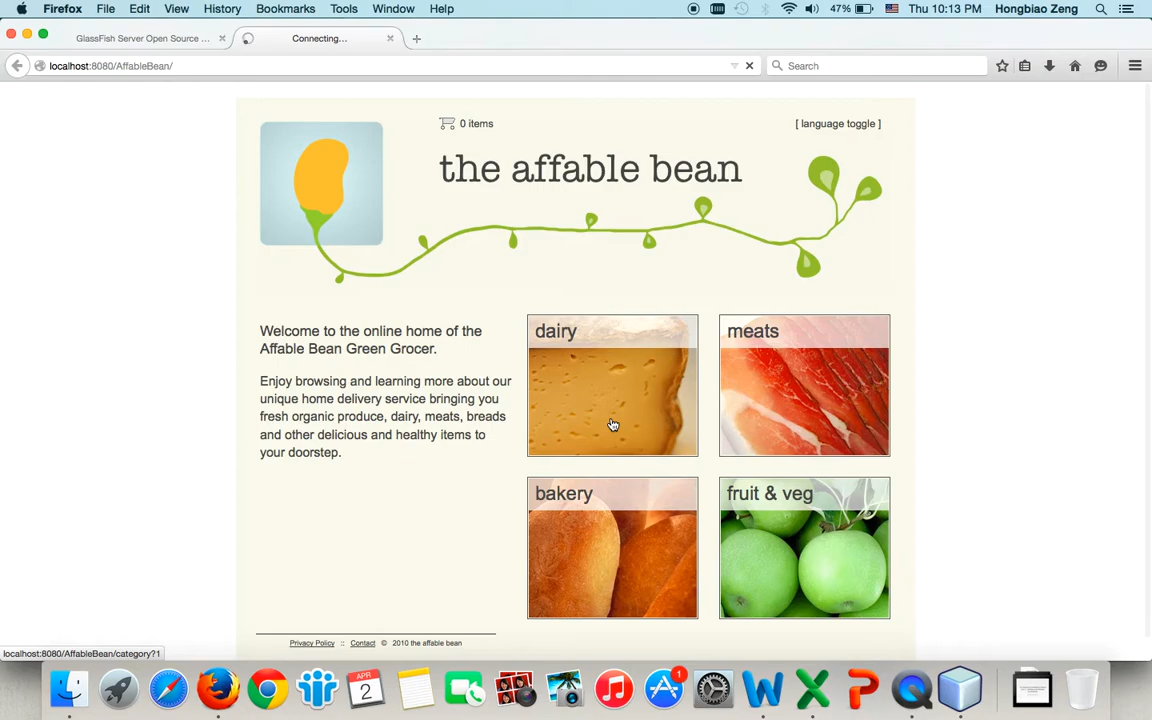 Firefox File Edit View History Bookmarks Tools Window Help 47% Thu 10:13 PM Hongbiao Zeng
GlassFish Server Open Source ... Connecting...
localhost:8080/AffableBean/ Search
0 items [ language toggle ]
the affable bean
Welcome to the online home of the
Affable Bean Green Grocer.
Enjoy browsing and learning more about our
unique home delivery service bringing you
fresh organic produce, dairy, meats, breads
and other delicious and healthy items to
your doorstep.
dairy meats
bakery fruit & veg
Privacy Policy :: Contact © 2010 the affable bean
localhost:8080/AffableBean/category?1
APR
2
1